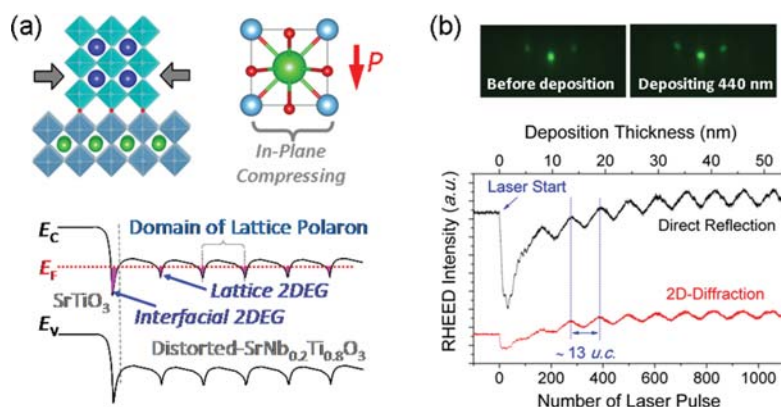 (a)
P
In-Plane
Compressing
E_C
Domain of Lattice Polaron
E_F
Lattice 2DEG
SrTiO₃
Interfacial 2DEG
E_V
Distorted-SrNb₀.₂Ti₀.₈O₃
(b)
Before deposition
Depositing 440 nm
Deposition Thickness (nm)
0 10 20 30 40 50
Laser Start
Direct Reflection
RHEED Intensity (a.u.)
2D-Diffraction
~ 13 u.c.
0 200 400 600 800 1000
Number of Laser Pulse